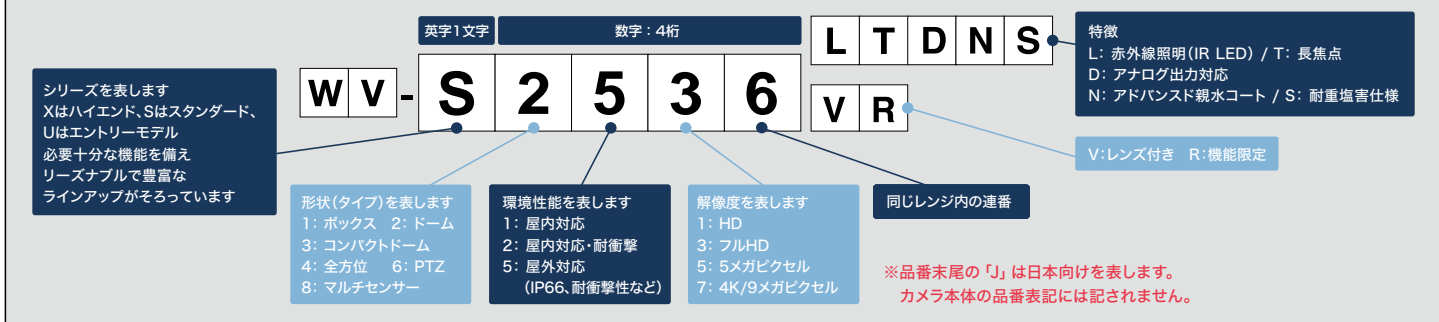 英字1文字
数字：4桁
L T D N S
W V - S 2 5 3 6
V R
特徴
L：赤外線照明（IR LED） / T：長焦点
D：アナログ出力対応
N：アドバンスド親水コート / S：耐重塩害仕様
シリーズを表します
Xはハイエンド、Sはスタンダード、
Uはエントリーモデル
必要十分な機能を備え
リーズナブルで豊富な
ラインアップがそろっています
V：レンズ付き　R：機能限定
形状（タイプ）を表します
1：ボックス　2：ドーム
3：コンパクトドーム
4：全方位　6：PTZ
8：マルチセンサー
環境性能を表します
1：屋内対応
2：屋内対応・耐衝撃
5：屋外対応
（IP66、耐衝撃性など）
解像度を表します
1：HD
3：フルHD
5：5メガピクセル
7：4K/9メガピクセル
同じレンジ内の連番
※品番末尾の「J」は日本向けを表します。
カメラ本体の品番表記には記されません。